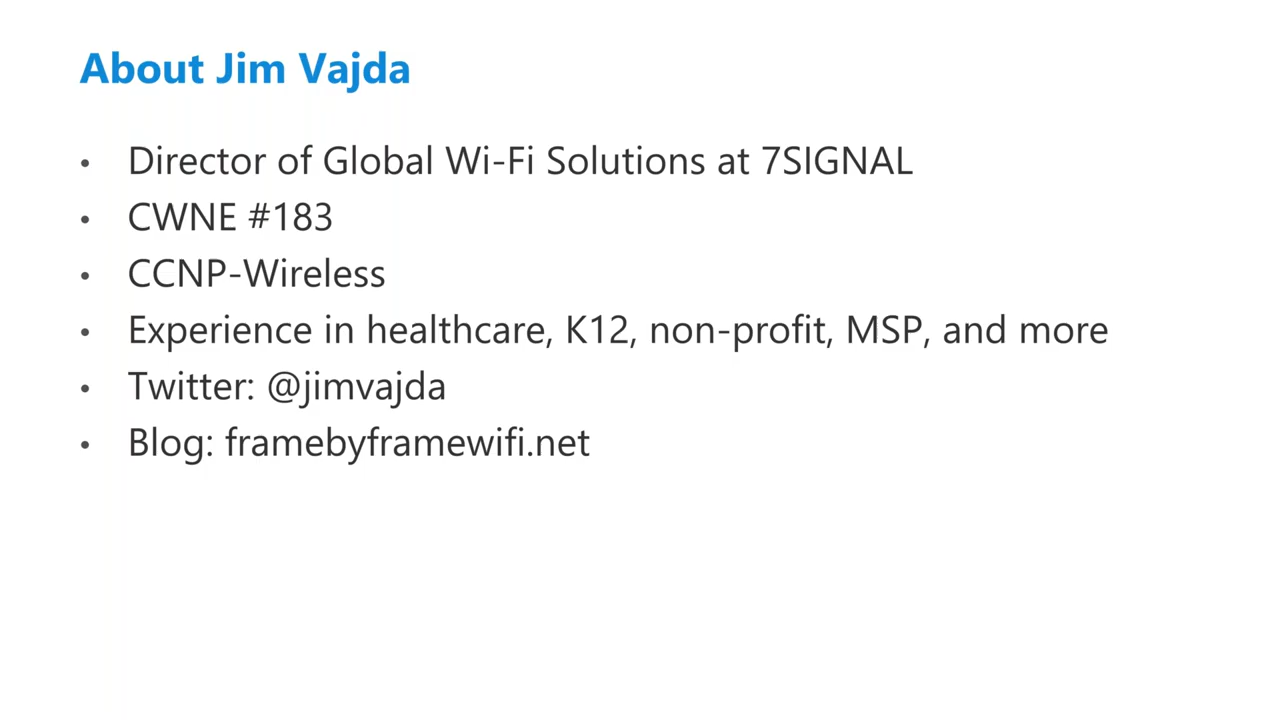 About Jim Vajda
• Director of Global Wi-Fi Solutions at 7SIGNAL
• CWNE #183
• CCNP-Wireless
• Experience in healthcare, K12, non-profit, MSP, and more
• Twitter: @jimvajda
• Blog: framebyframewifi.net